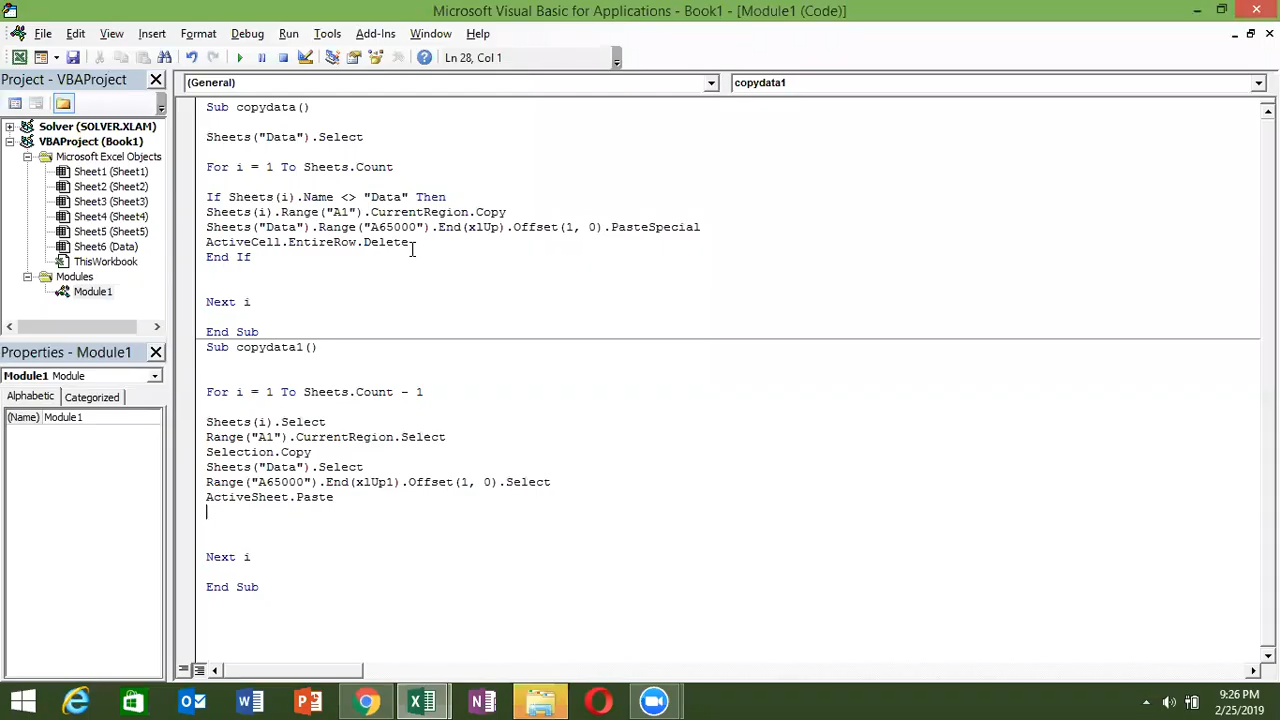 Microsoft Visual Basic for Applications - Book1 - [Module1 (Code)]
File Edit View Insert Format Debug Run Tools Add-Ins Window Help
Ln 28, Col 1
Project - VBAProject
(General)
copydata1
Solver (SOLVER.XLAM)
VBAProject (Book1)
Microsoft Excel Objects
Sheet1 (Sheet1)
Sheet2 (Sheet2)
Sheet3 (Sheet3)
Sheet4 (Sheet4)
Sheet5 (Sheet5)
Sheet6 (Data)
ThisWorkbook
Modules
Module1
Properties - Module1
Module1 Module
Alphabetic Categorized
(Name) Module1
Sub copydata()
Sheets("Data").Select
For i = 1 To Sheets.Count
If Sheets(i).Name <> "Data" Then
Sheets(i).Range("A1").CurrentRegion.Copy
Sheets("Data").Range("A65000").End(xlUp).Offset(1, 0).PasteSpecial
ActiveCell.EntireRow.Delete
End If
Next i
End Sub
Sub copydata1()
For i = 1 To Sheets.Count - 1
Sheets(i).Select
Range("A1").CurrentRegion.Select
Selection.Copy
Sheets("Data").Select
Range("A65000").End(xlUp1).Offset(1, 0).Select
ActiveSheet.Paste
Next i
End Sub
9:26 PM
2/25/2019